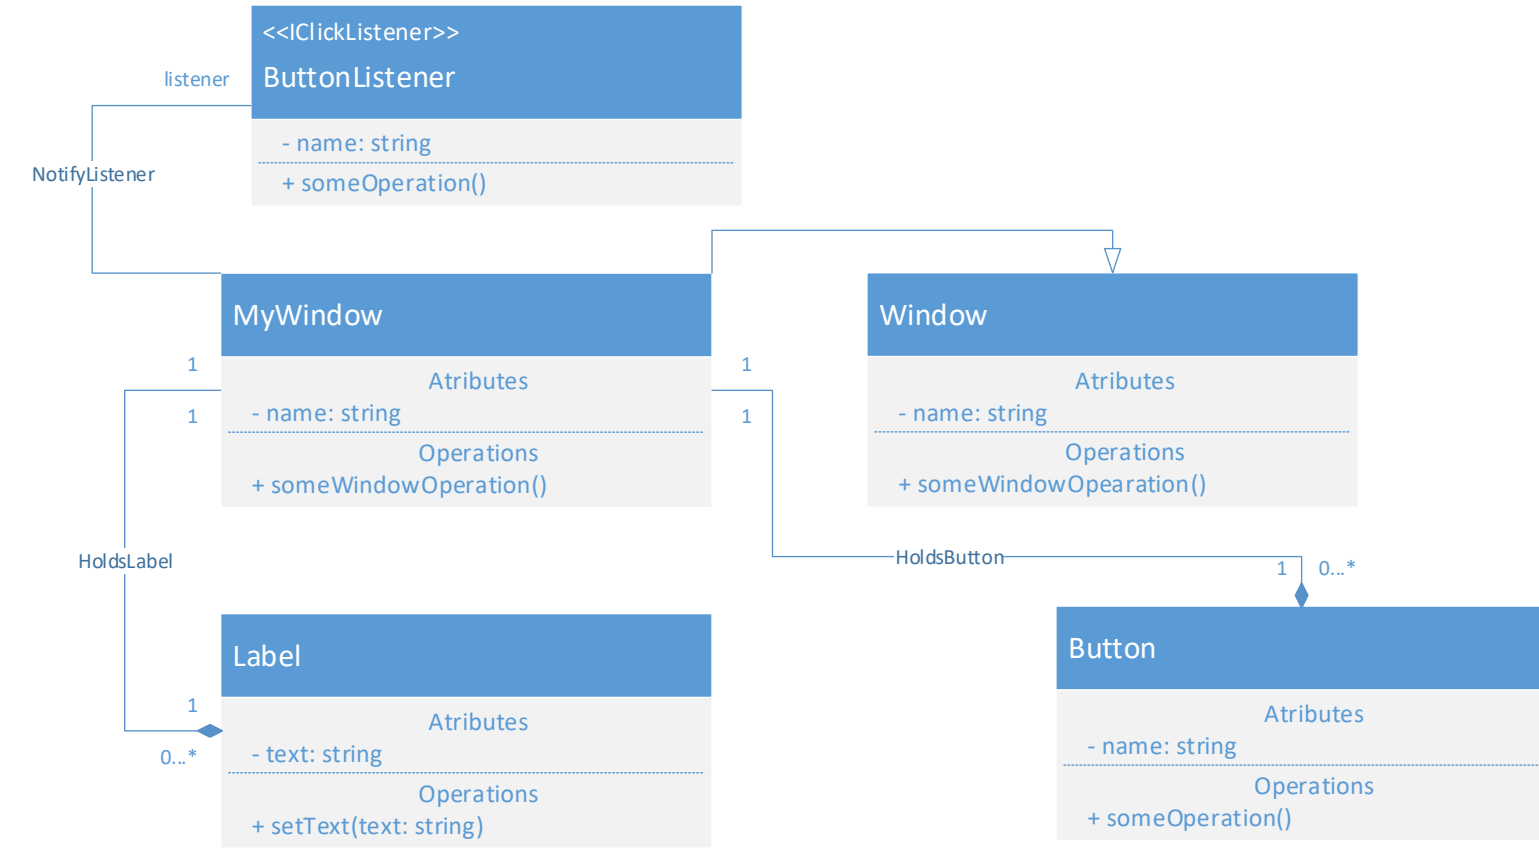 <<IClickListener>>
listener
ButtonListener
- name: string
NotifyListener
+ someOperation()
MyWindow
Window
1
1
Atributes
Atributes
- name: string
- name: string
1
1
Operations
Operations
+ someWindowOperation()
+ someWindowOpearation()
HoldsLabel
HoldsButton
1
0...*
Label
Button
1
Atributes
Atributes
- text: string
- name: string
0...*
Operations
Operations
+ setText(text: string)
+ someOperation()